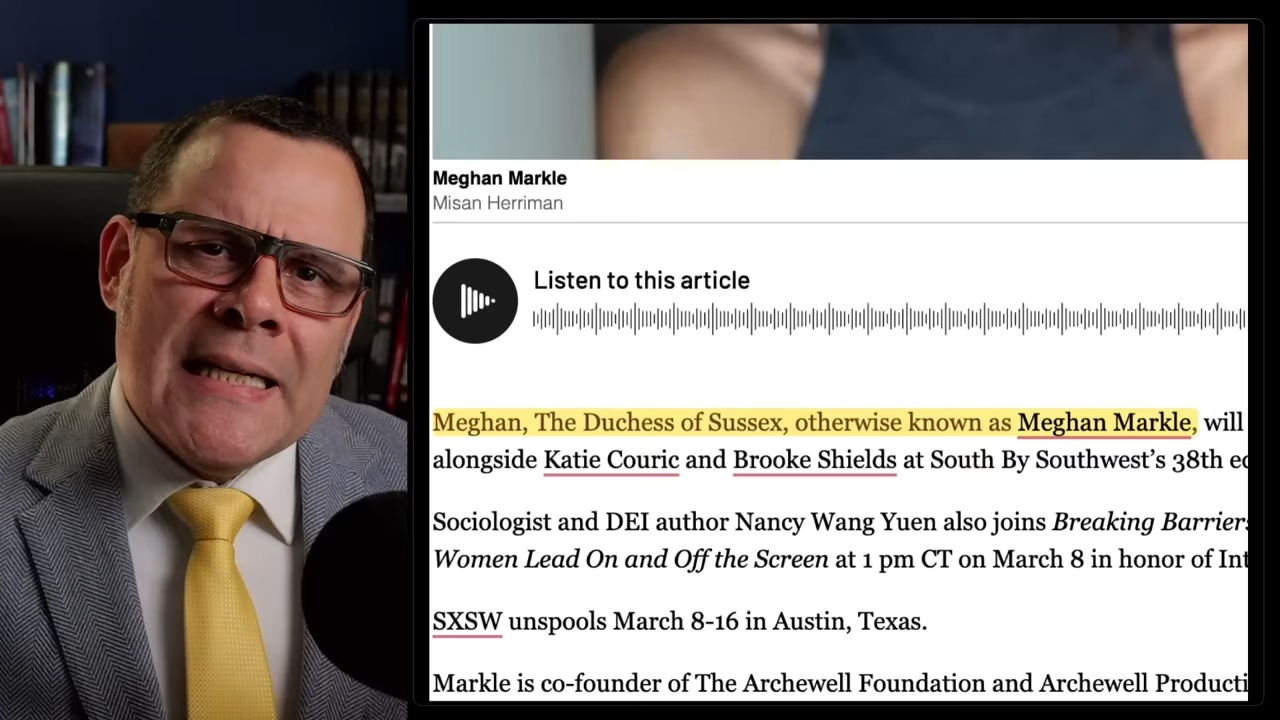 Meghan Markle
Misan Herriman
Listen to this article
Meghan, The Duchess of Sussex, otherwise known as Meghan Markle, will
alongside Katie Couric and Brooke Shields at South By Southwest’s 38th
Sociologist and DEI author Nancy Wang Yuen also joins Breaking
Women Lead On and Off the Screen at 1 pm CT on March 8 in honor of
SXSW unspools March 8-16 in Austin, Texas.
Markle is co-founder of The Archewell Foundation and Archewell